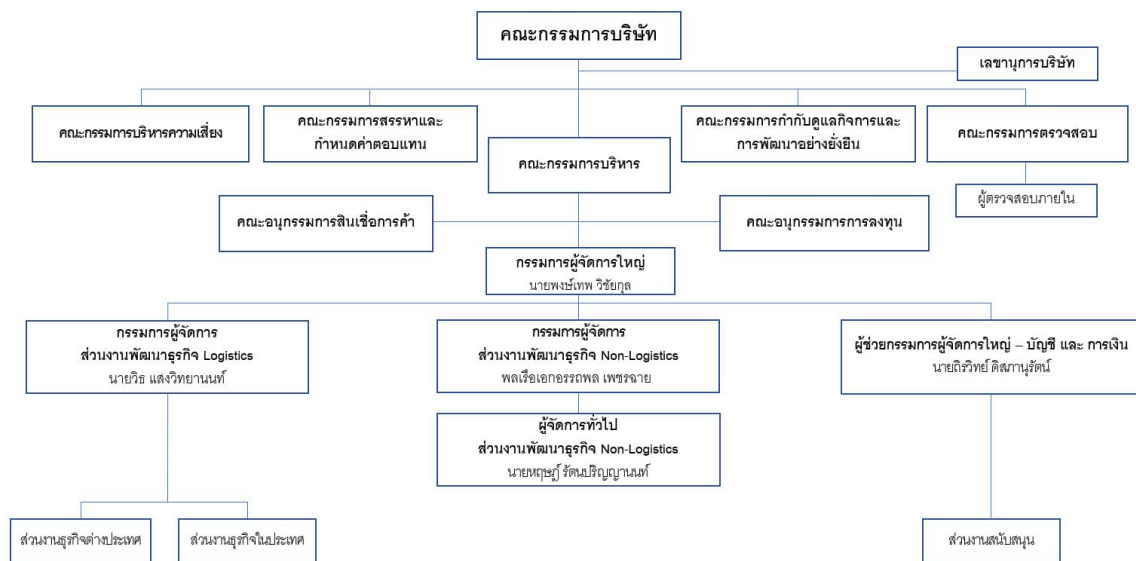 คณะกรรมการบริษัท
เลขานุการบริษัท
คณะกรรมการบริหารความเสี่ยง
คณะกรรมการสรรหาและ
กำหนดค่าตอบแทน
คณะกรรมการกำกับดูแลกิจการและ
การพัฒนาอย่างยั่งยืน
คณะกรรมการตรวจสอบ
คณะกรรมการบริหาร
ผู้ตรวจสอบภายใน
คณะอนุกรรมการสินเชื่อการค้า
คณะอนุกรรมการการลงทุน
กรรมการผู้จัดการใหญ่
นายพงษ์เทพ วิชัยกุล
กรรมการผู้จัดการ
ส่วนงานพัฒนาธุรกิจ Logistics
นายวิธ แสงวิทยานนท์
กรรมการผู้จัดการ
ส่วนงานพัฒนาธุรกิจ Non-Logistics
พลเรือเอกอรรถพล เพชรฉาย
ผู้ช่วยกรรมการผู้จัดการใหญ่ – บัญชี และ การเงิน
นายถิรวิทย์ ดิสภานุรัตน์
ผู้จัดการทั่วไป
ส่วนงานพัฒนาธุรกิจ Non-Logistics
นายหฤษฎ์ รัตนปริญญานนท์
ส่วนงานธุรกิจต่างประเทศ
ส่วนงานธุรกิจในประเทศ
ส่วนงานสนับสนุน